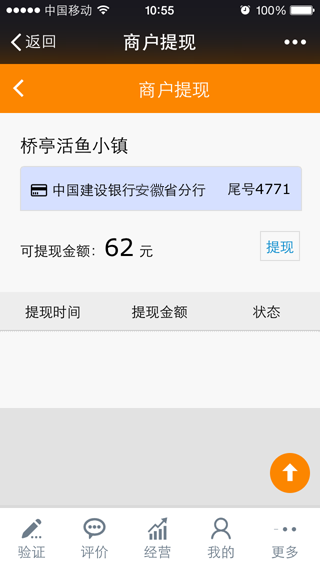 中国移动 10:55 100%
返回 商户提现
商户提现
桥亭活鱼小镇
中国建设银行安徽省分行 尾号4771
可提现金额：62 元 提现
提现时间 提现金额 状态
验证 评价 经营 我的 更多